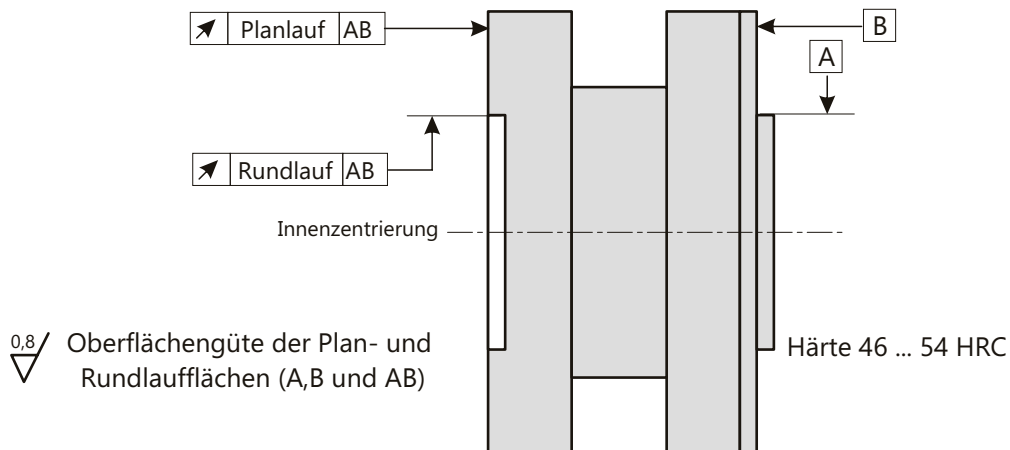 Planlauf AB
B
A
Rundlauf AB
Innenzentrierung
0,8
Oberflächengüte der Plan- und
Rundlaufflächen (A,B und AB)
Härte 46 ... 54 HRC